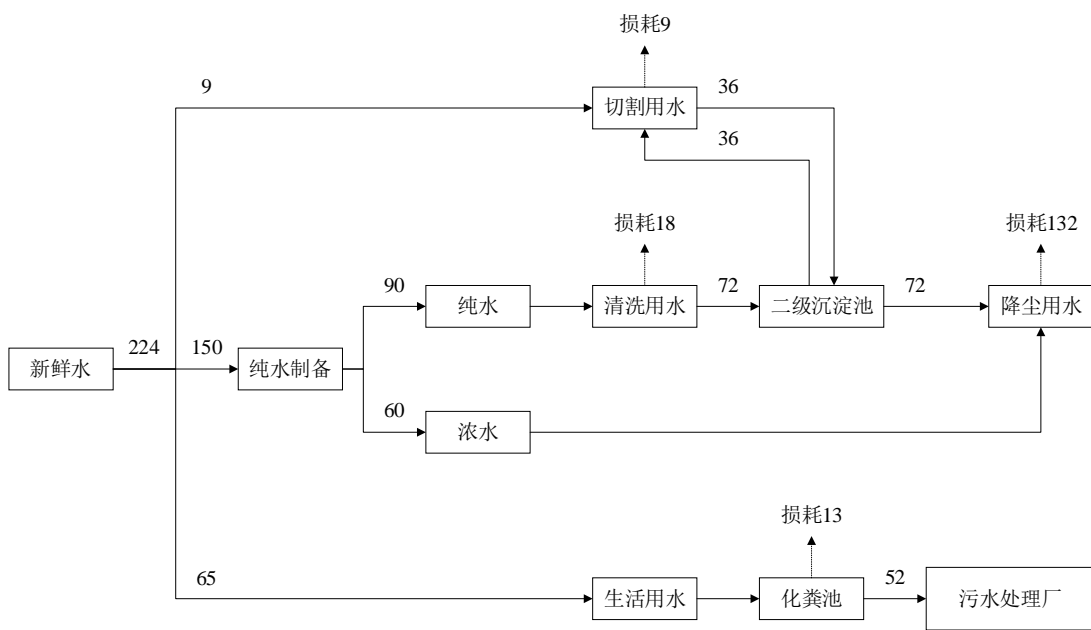 损耗9
9
切割用水
36
36
损耗18
损耗132
90
纯水
清洗用水
72
二级沉淀池
72
降尘用水
新鲜水
224
150
纯水制备
60
浓水
损耗13
65
生活用水
化粪池
52
污水处理厂